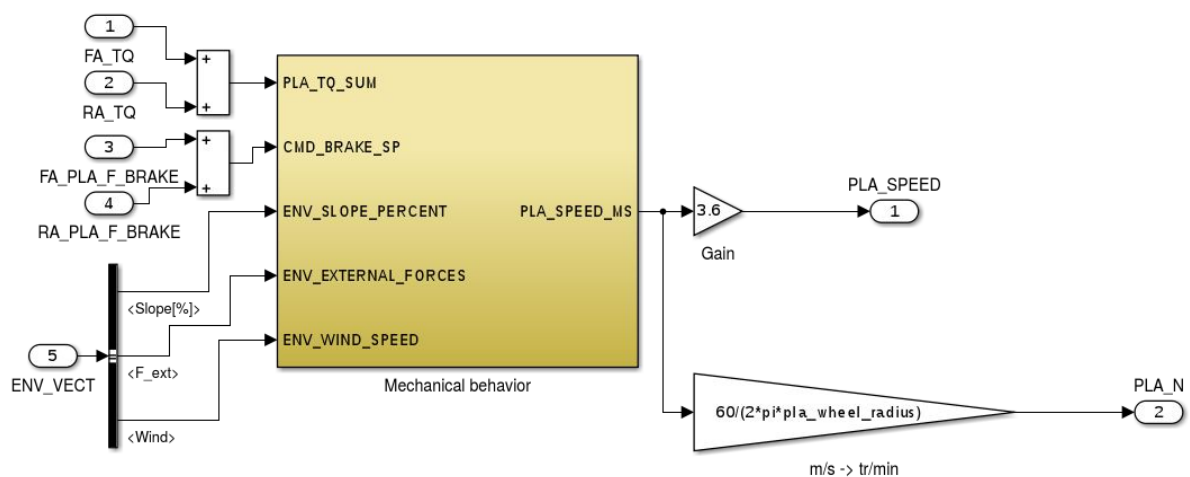 1
FA_TQ
2
RA_TQ
3
FA_PLA_F_BRAKE
4
RA_PLA_F_BRAKE
+
+
+
+
PLA_TQ_SUM
CMD_BRAKE_SP
ENV_SLOPE_PERCENT
PLA_SPEED_MS
ENV_EXTERNAL_FORCES
ENV_WIND_SPEED
Mechanical behavior
<Slope[%]>
5
ENV_VECT
<F_ext>
<Wind>
3.6
Gain
PLA_SPEED
1
60/(2*pi*pla_wheel_radius)
m/s -> tr/min
PLA_N
2